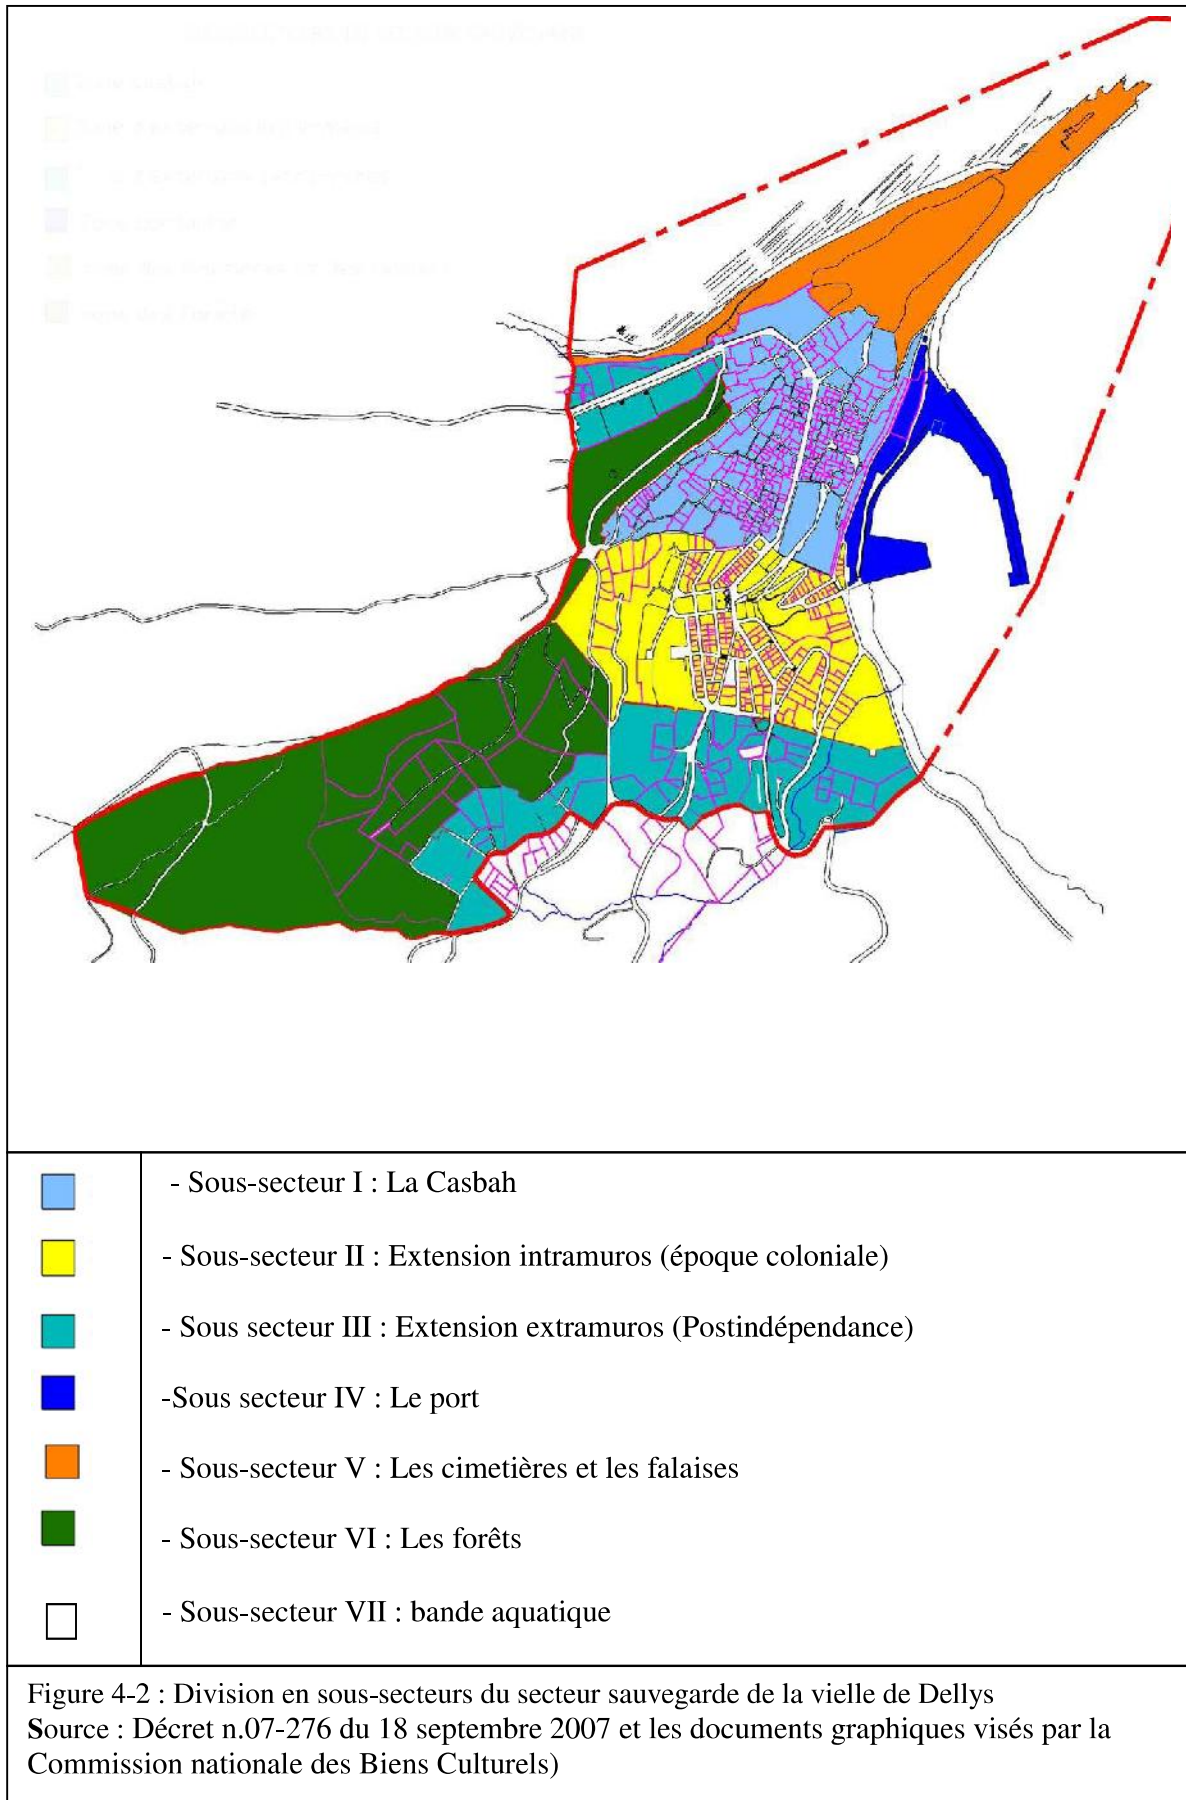 - Sous-secteur I : La Casbah
- Sous-secteur II : Extension intramuros (époque coloniale)
- Sous secteur III : Extension extramuros (Postindépendance)
-Sous secteur IV : Le port
- Sous-secteur V : Les cimetières et les falaises
- Sous-secteur VI : Les forêts
- Sous-secteur VII : bande aquatique
Figure 4-2 : Division en sous-secteurs du secteur sauvegarde de la vielle de Dellys
Source : Décret n.07-276 du 18 septembre 2007 et les documents graphiques visés par la
Commission nationale des Biens Culturels)